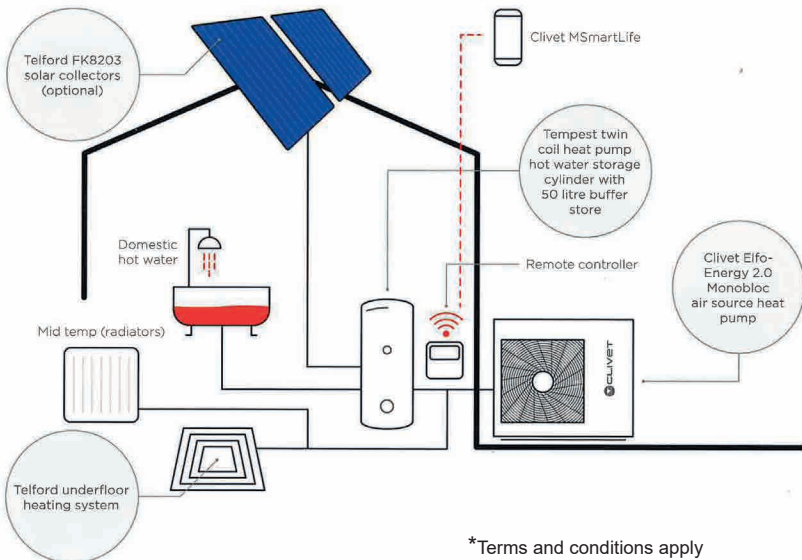 Telford FK8203
solar collectors
(optional)
Clivet MSmartLife
Tempest twin
coil heat pump
hot water storage
cylinder with
50 litre buffer
store
Domestic
hot water
Remote controller
Clivet Elfo-
Energy 2.0
Monobloc
air source heat
pump
Mid temp (radiators)
CLIVET
Telford underfloor
heating system
*Terms and conditions apply